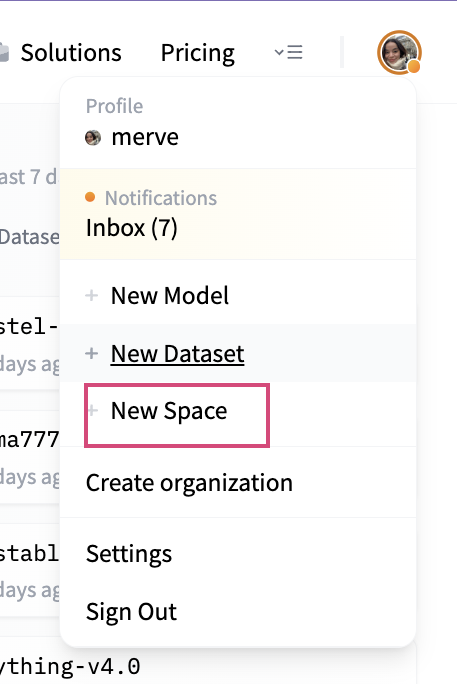 Solutions
Pricing
Profile
merve
ast 7 d
Notifications
Inbox (7)
Datase
+ New Model
stel-
days ag
+ New Dataset
+ New Space
ma777
days ag
Create organization
stabl
days ag
Settings
Sign Out
ything-v4.0